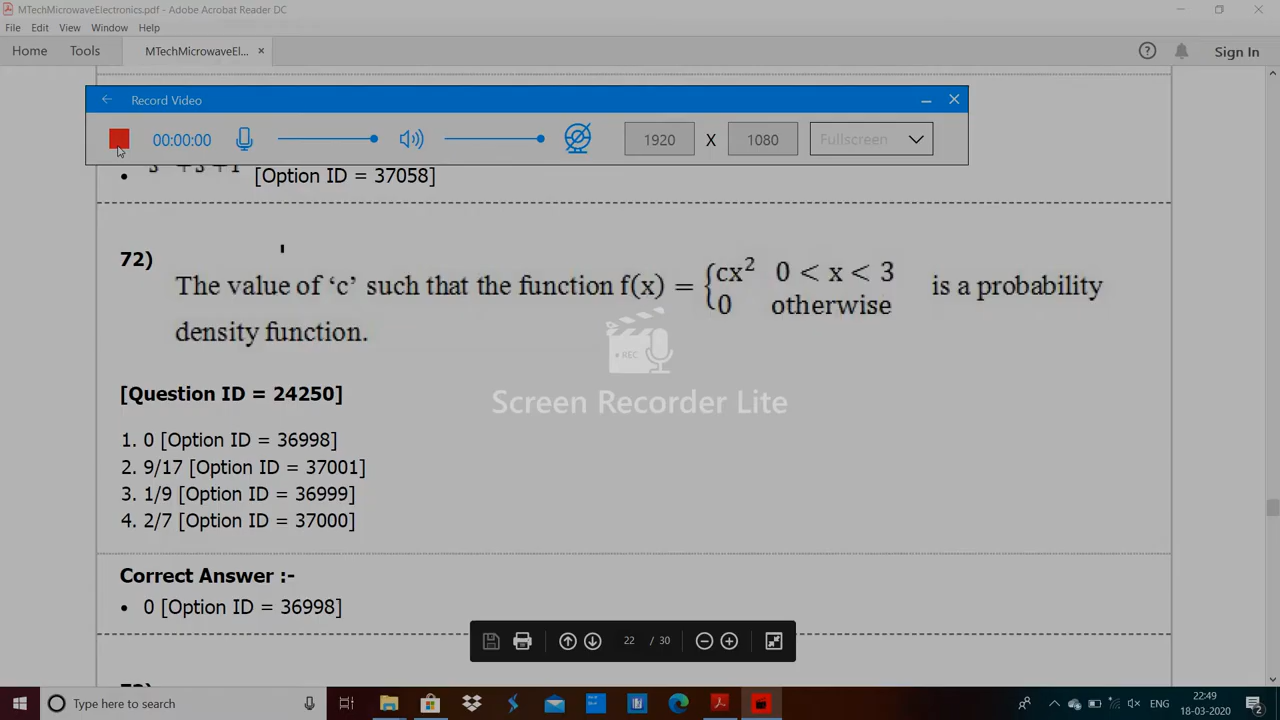 MTechMicrowaveElectronics.pdf - Adobe Acrobat Reader DC
File Edit View Window Help
Home Tools MTechMicrowaveEl... × Sign In
Record Video
00:00:00 1920 X 1080 Fullscreen
[Option ID = 37058]
72)
The value of ‘c’ such that the function f(x) = {cx² 0 < x < 3 is a probability
0 otherwise
density function.
REC
Screen Recorder Lite
[Question ID = 24250]
1. 0 [Option ID = 36998]
2. 9/17 [Option ID = 37001]
3. 1/9 [Option ID = 36999]
4. 2/7 [Option ID = 37000]
Correct Answer :-
• 0 [Option ID = 36998]
22 / 30
Type here to search
ENG
22:49
18-03-2020
2